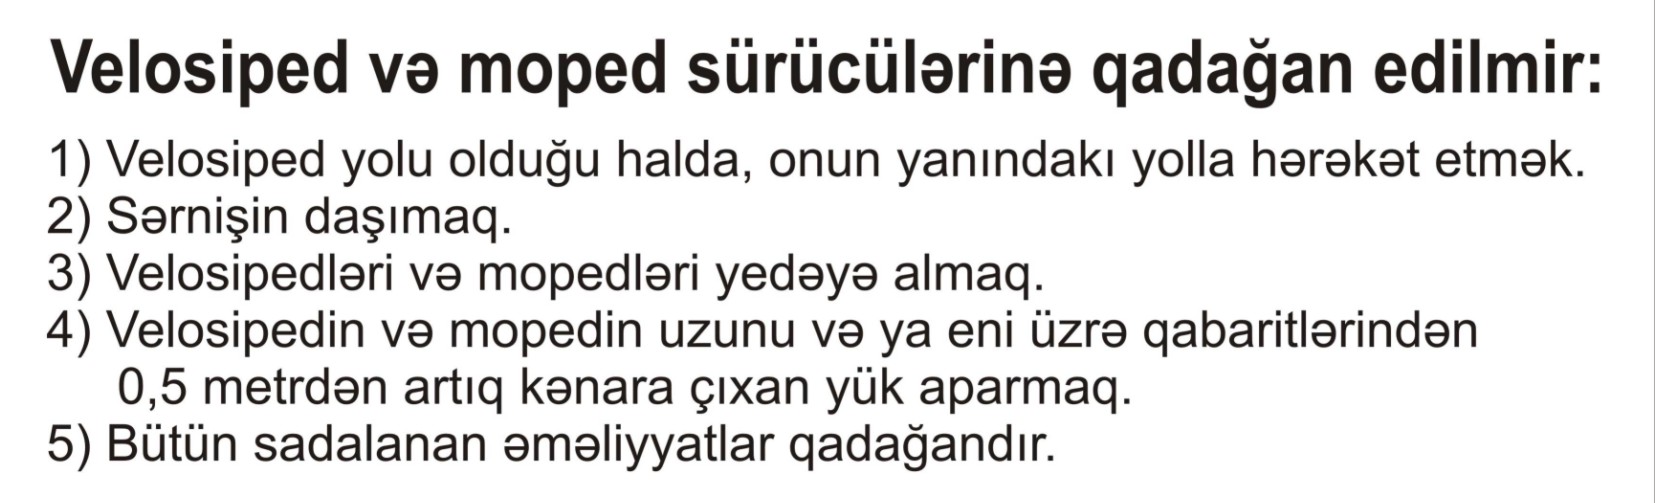 Velosiped və moped sürücülərinə qadağan edilmir:
1) Velosiped yolu olduğu halda, onun yanındakı yolla hərəkət etmək.
2) Sərnişin daşımaq.
3) Velosipedləri və mopedləri yedəyə almaq.
4) Velosipedin və mopedin uzunu və ya eni üzrə qabaritlərindən
0,5 metrdən artıq kənara çıxan yük aparmaq.
5) Bütün sadalanan əməliyyatlar qadağandır.